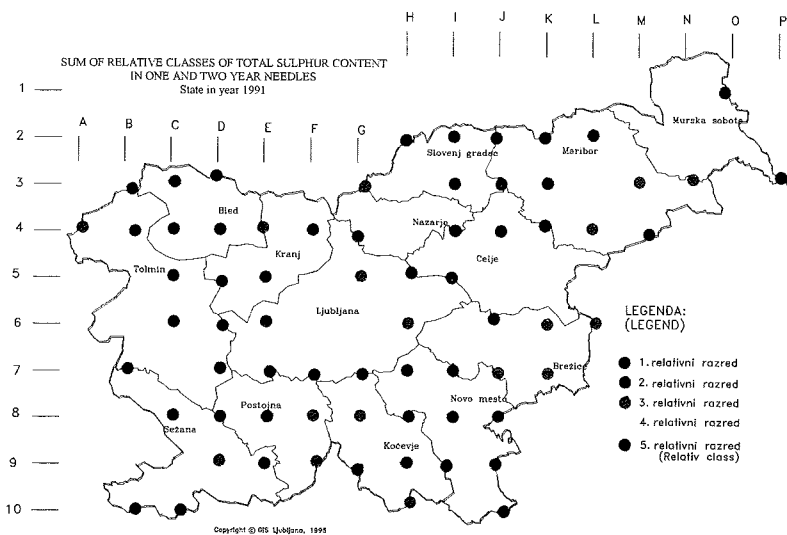 SUM OF RELATIVE CLASSES OF TOTAL SULPHUR CONTENT
IN ONE AND TWO YEAR NEEDLES
State in year 1991
H I J K L M N O P
A B C D E F G
1
2
3
4
5
6
7
8
9
10
Murska sobota
Slovenj gradec
Maribor
Bled
Nazarje
Kranj
Celje
Tolmin
Ljubljana
Brežice
Postojna
Novo mesto
Sežana
Kočevje
LEGENDA:
(LEGEND)
1. relativni razred
2. relativni razred
3. relativni razred
4. relativni razred
5. relativni razred
(Relativ class)
Copyright © GIS Ljubljana, 1995